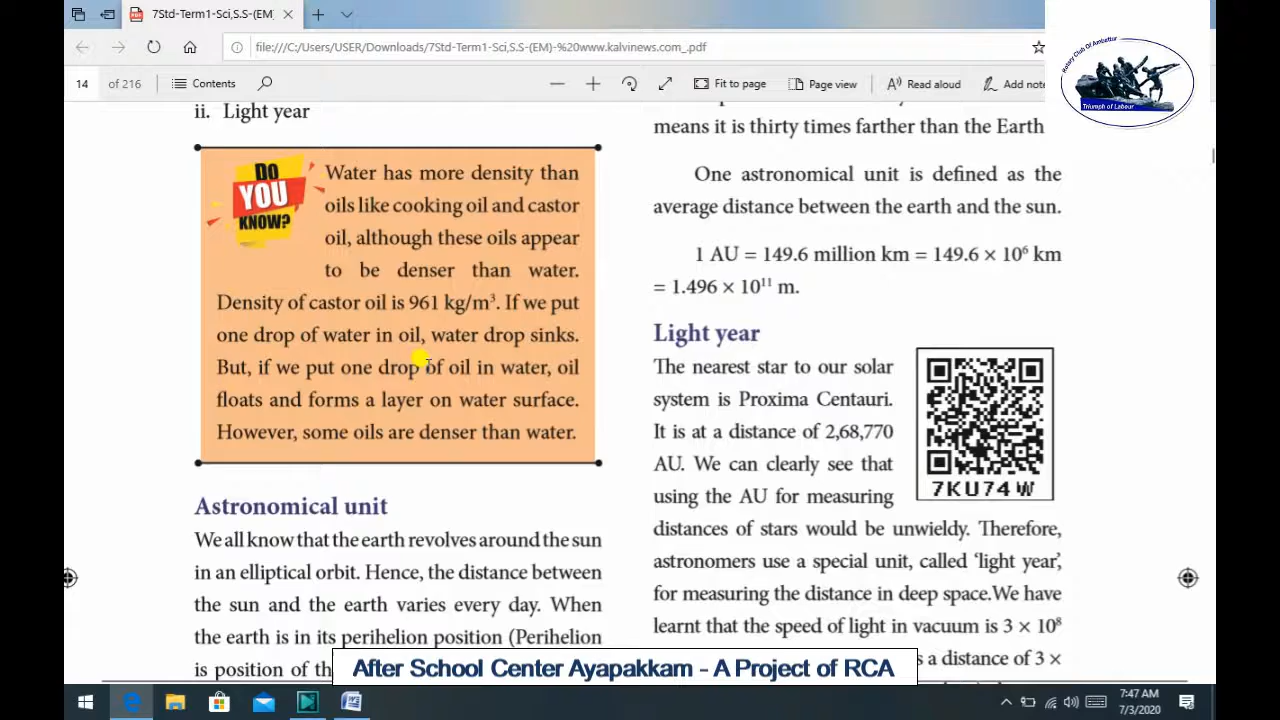 7Std-Term1-Sci,S.S-(EM)
file:///C:/Users/USER/Downloads/7Std-Term1-Sci,S.S-(EM)-%20www.kalvinews.com_.pdf
14 of 216 Contents Fit to page Page view Read aloud Add note
Rotary Club Of Ambattur
Triumph of Labour
ii. Light year
DO
YOU
KNOW?
Water has more density than
oils like cooking oil and castor
oil, although these oils appear
to be denser than water.
Density of castor oil is 961 kg/m³. If we put
one drop of water in oil, water drop sinks.
But, if we put one drop of oil in water, oil
floats and forms a layer on water surface.
However, some oils are denser than water.
Astronomical unit
We all know that the earth revolves around the sun
in an elliptical orbit. Hence, the distance between
the sun and the earth varies every day. When
the earth is in its perihelion position (Perihelion
is position of th
means it is thirty times farther than the Earth
One astronomical unit is defined as the
average distance between the earth and the sun.
1 AU = 149.6 million km = 149.6 × 10⁶ km
= 1.496 × 10¹¹ m.
Light year
The nearest star to our solar
system is Proxima Centauri.
It is at a distance of 2,68,770
AU. We can clearly see that
using the AU for measuring
distances of stars would be unwieldy. Therefore,
astronomers use a special unit, called ‘light year’,
for measuring the distance in deep space.We have
learnt that the speed of light in vacuum is 3 × 10⁸
s a distance of 3 ×
7KU74W
After School Center Ayapakkam - A Project of RCA
7:47 AM
7/3/2020